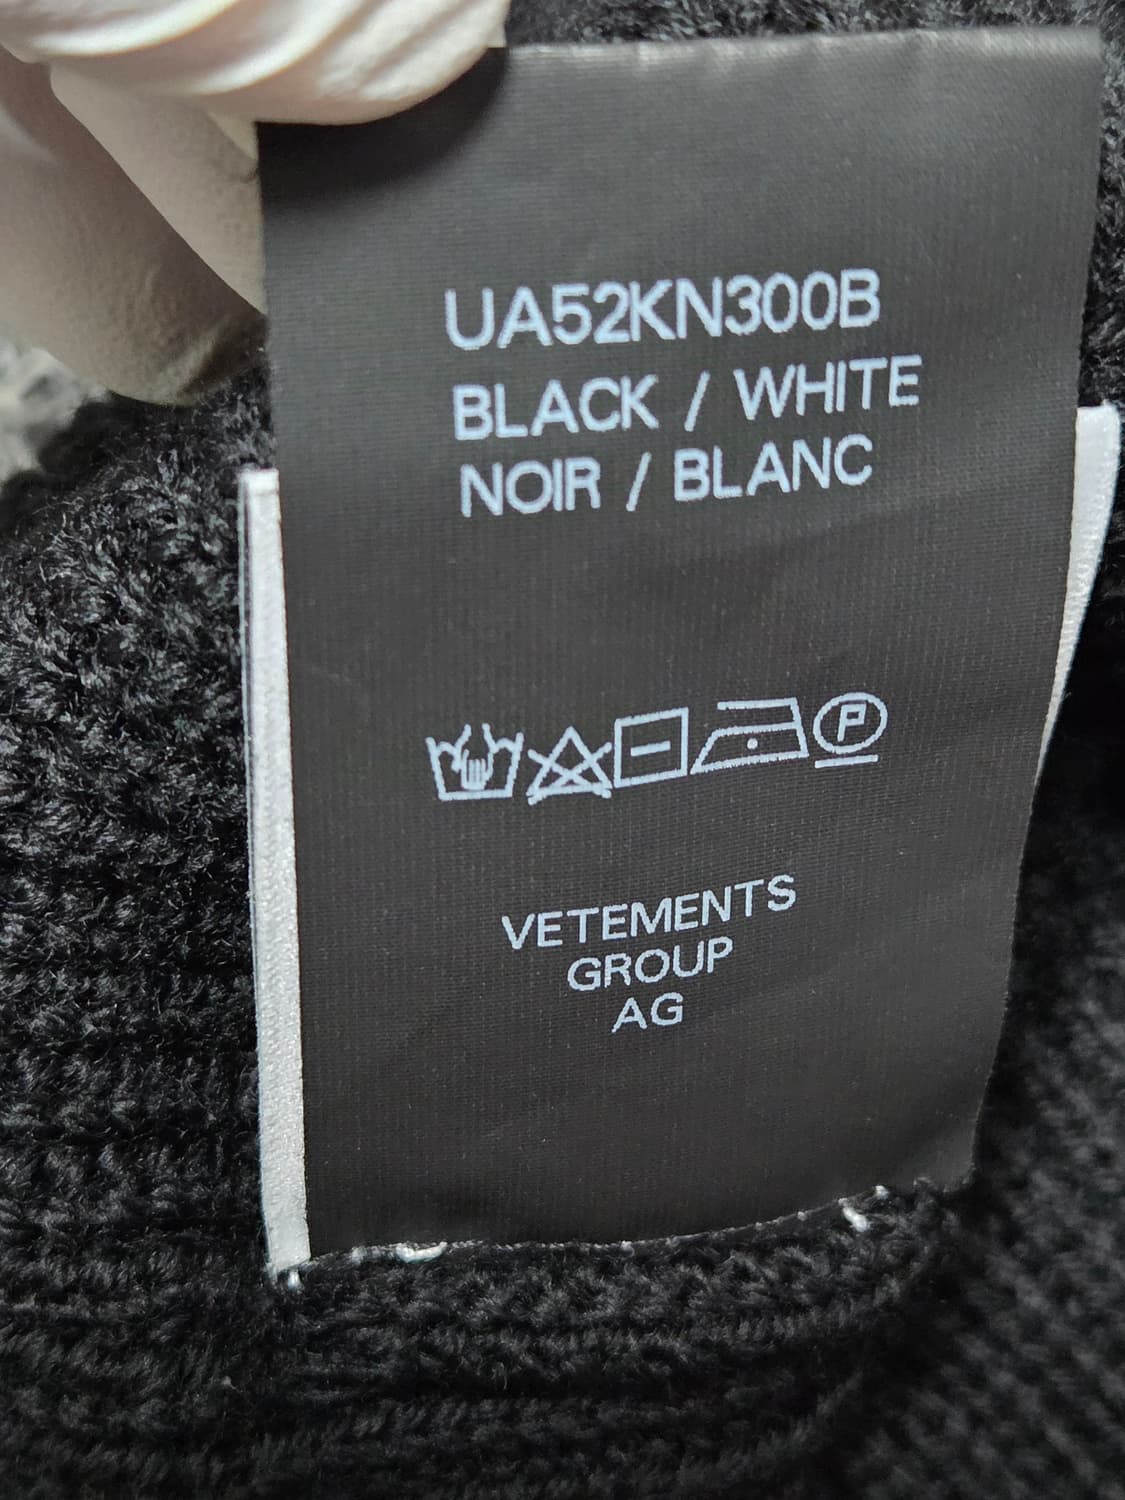 UA52KN300B
BLACK / WHITE
NOIR / BLANC
P
VETEMENTS
GROUP
AG